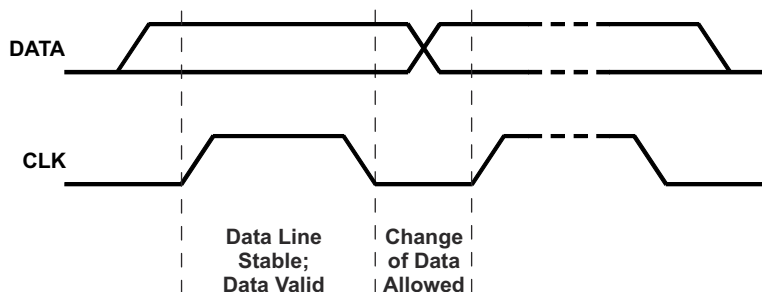 DATA
CLK
Data Line
Stable;
Data Valid
Change
of Data
Allowed